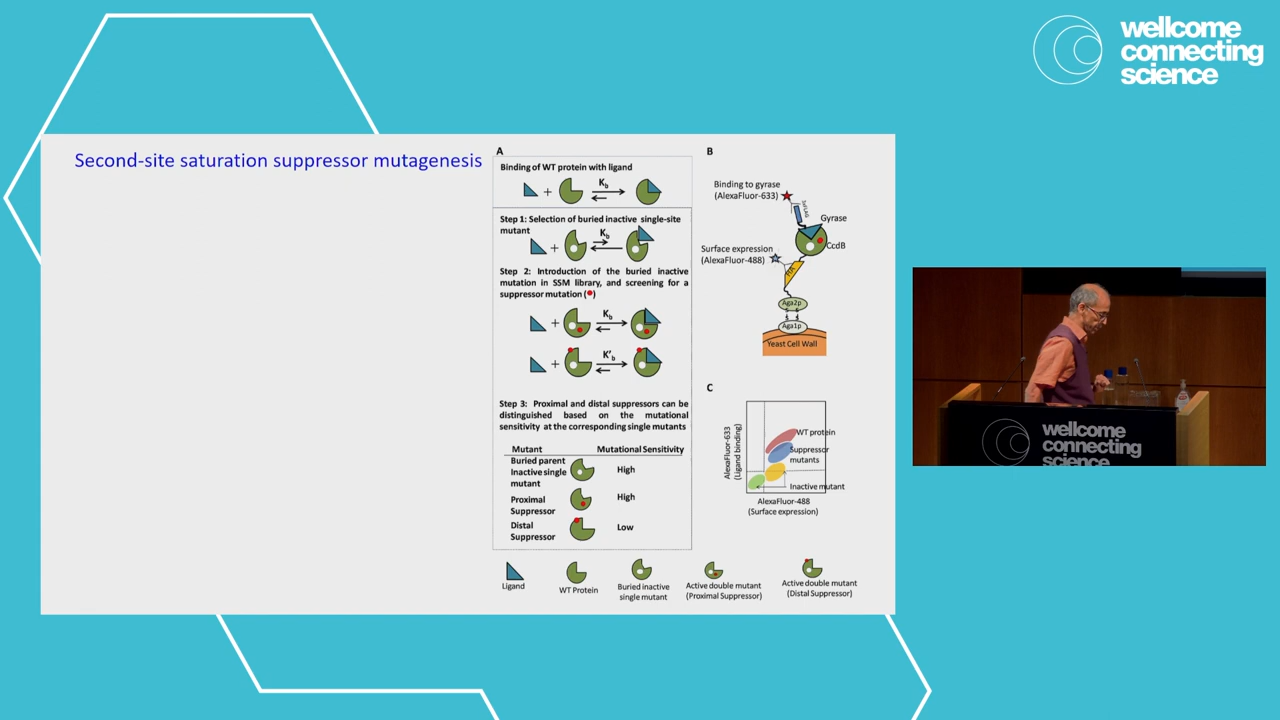 wellcome
connecting
science
Second-site saturation suppressor mutagenesis
A
Binding of WT protein with ligand
+
Kb
Step 1: Selection of buried inactive single-site
mutant
+
Kb
Step 2: Introduction of the buried inactive
mutation in SSM library, and screening for a
suppressor mutation ( )
+
Kb
+
K'b
Step 3: Proximal and distal suppressors can be
distinguished based on the mutational
sensitivity at the corresponding single mutants
Mutant Mutational Sensitivity
Buried parent
Inactive single
mutant
High
Proximal
Suppressor
High
Distal
Suppressor
Low
B
Binding to gyrase
(AlexaFluor-633)
Gyrase
CcdB
Surface expression
(AlexaFluor-488)
HA
Aga2p
S S
Aga1p
Yeast Cell Wall
C
AlexaFluor-633
(Ligand binding)
WT protein
Suppressor
mutants
Inactive mutant
AlexaFluor-488
(Surface expression)
Ligand
WT Protein
Buried inactive
single mutant
Active double mutant
(Proximal Suppressor)
Active double mutant
(Distal Suppressor)
wellcome
connecting
science